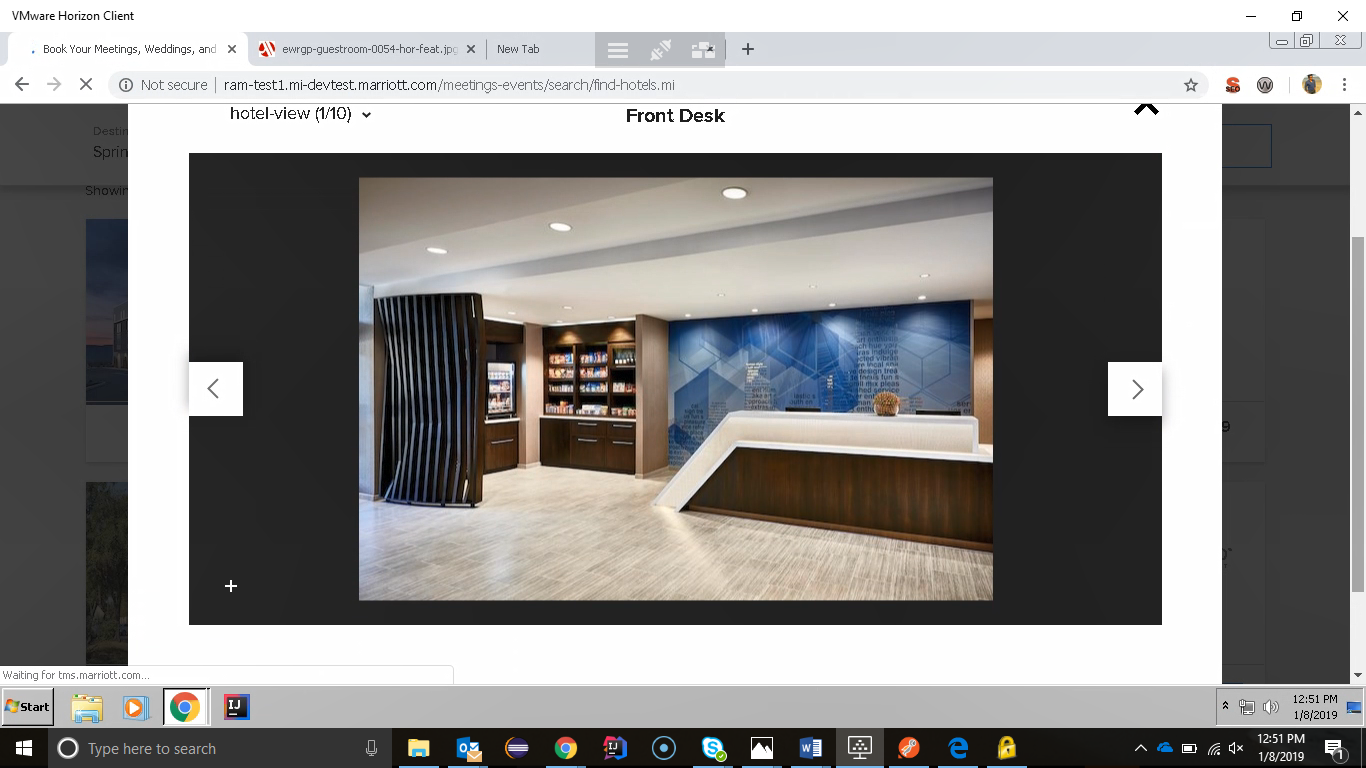 VMware Horizon Client
Book Your Meetings, Weddings, and
ewrgp-guestroom-0054-hor-feat.jpg
New Tab
Not secure
ram-test1.mi-devtest.marriott.com/meetings-events/search/find-hotels.mi
hotel-view (1/10)
Front Desk
Destin
Sprin
Showin
9
Waiting for tms.marriott.com...
Start
12:51 PM
1/8/2019
Type here to search
12:51 PM
1/8/2019